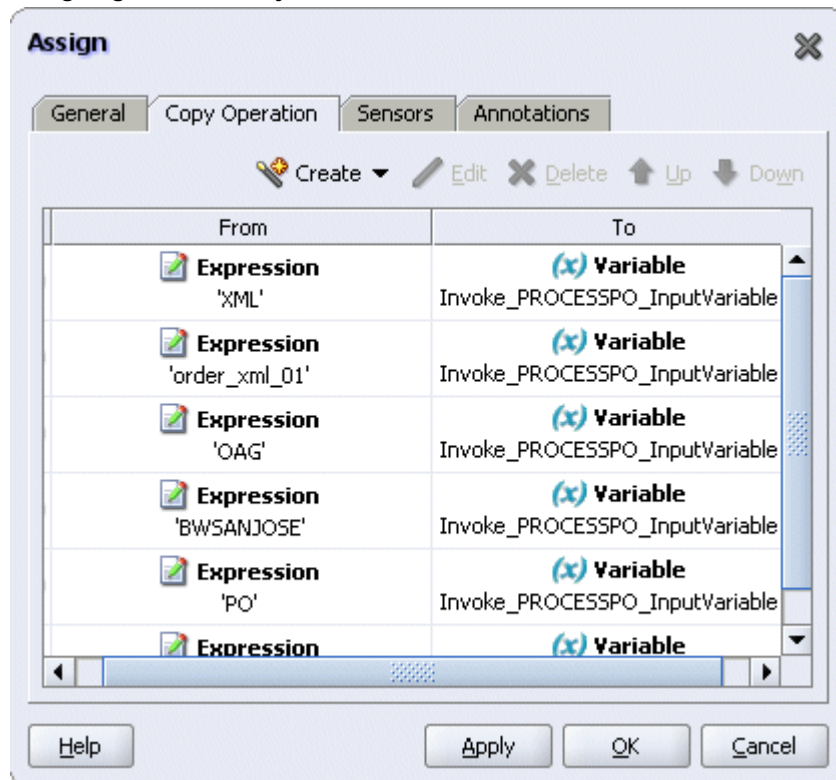 Assign
General Copy Operation Sensors Annotations
Create Edit Delete Up Down
From To
Expression (x) Variable
'XML' Invoke_PROCESSPO_InputVariable
Expression (x) Variable
'order_xml_01' Invoke_PROCESSPO_InputVariable
Expression (x) Variable
'OAG' Invoke_PROCESSPO_InputVariable
Expression (x) Variable
'BWSANJOSE' Invoke_PROCESSPO_InputVariable
Expression (x) Variable
'PO' Invoke_PROCESSPO_InputVariable
Expression (x) Variable
Help Apply OK Cancel